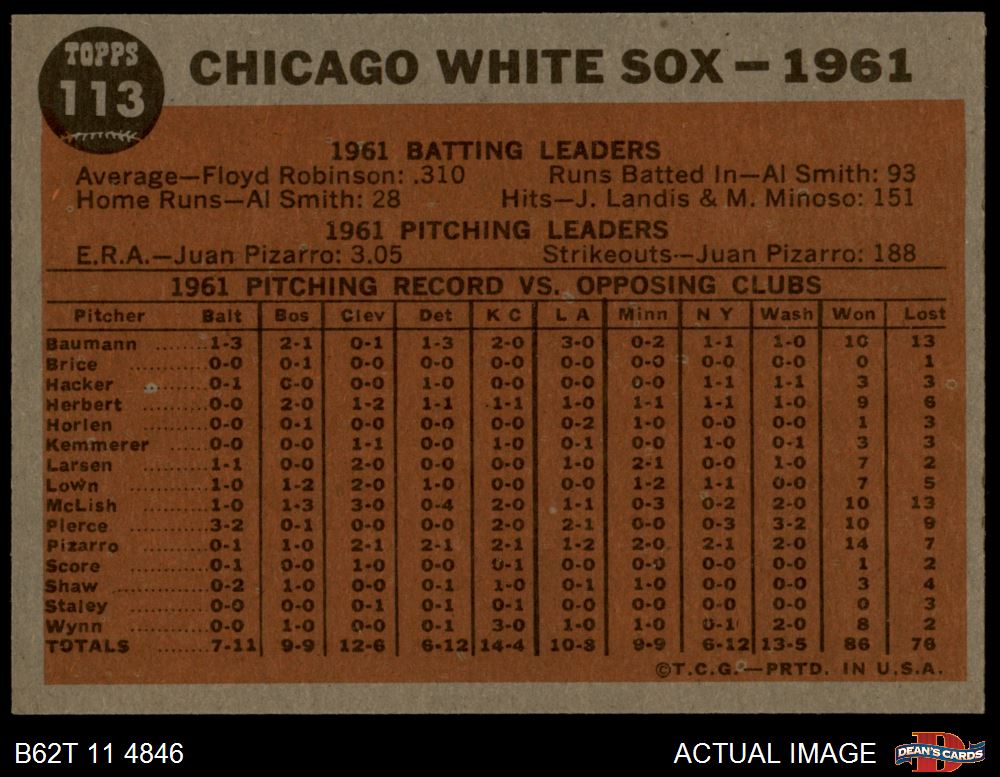 TOPPS
113
CHICAGO WHITE SOX — 1961
1961 BATTING LEADERS
Average—Floyd Robinson: .310 Runs Batted In—Al Smith: 93
Home Runs—Al Smith: 28 Hits—J. Landis & M. Minoso: 151
1961 PITCHING LEADERS
E.R.A.—Juan Pizarro: 3.05 Strikeouts—Juan Pizarro: 188
1961 PITCHING RECORD VS. OPPOSING CLUBS
Pitcher Balt Bos Clev Det K C L A Minn N Y Wash Won Lost
Baumann ........1-3 2-1 0-1 1-3 2-0 3-0 0-2 1-1 1-0 10 13
Brice ............0-0 0-1 0-0 0-0 0-0 0-0 0-0 0-0 0-0 0 1
Hacker ..........0-1 0-0 0-0 1-0 0-0 0-0 0-0 1-1 1-1 3 3
Herbert ..........0-0 2-0 1-2 1-1 1-1 1-0 1-1 1-1 1-0 9 6
Horlen ...........0-0 0-1 0-0 0-0 0-0 0-2 1-0 0-0 0-0 1 3
Kemmerer ........0-0 0-0 1-1 0-0 1-0 0-1 0-0 1-0 0-1 3 3
Larsen ...........1-1 0-0 2-0 0-0 0-0 1-0 2-1 0-0 1-0 7 2
Lown ............1-0 1-2 2-0 1-0 0-0 0-0 1-2 1-1 0-0 7 5
McLish ...........1-0 1-3 3-0 0-4 2-0 1-1 0-3 0-2 2-0 10 13
Pierce ...........3-2 0-1 0-0 0-0 2-0 2-1 0-0 0-3 3-2 10 9
Pizarro ..........0-1 1-0 2-1 2-1 2-1 1-2 2-0 2-1 2-0 14 7
Score ............0-1 0-0 1-0 0-0 0-1 0-0 0-0 0-0 0-0 1 2
Shaw ............0-2 1-0 0-0 0-1 1-0 0-1 1-0 0-0 0-0 3 4
Staley ...........0-0 0-0 0-1 0-1 0-1 0-0 0-0 0-0 0-0 0 3
Wynn ............0-0 1-0 0-0 0-1 3-0 1-0 1-0 0-1 2-0 8 2
TOTALS .........7-11 9-9 12-6 6-12 14-4 10-8 9-9 6-12 13-5 86 76
©T.C.G.—PRTD. IN U.S.A.
B62T 11 4846 ACTUAL IMAGE
D
DEAN'S CARDS